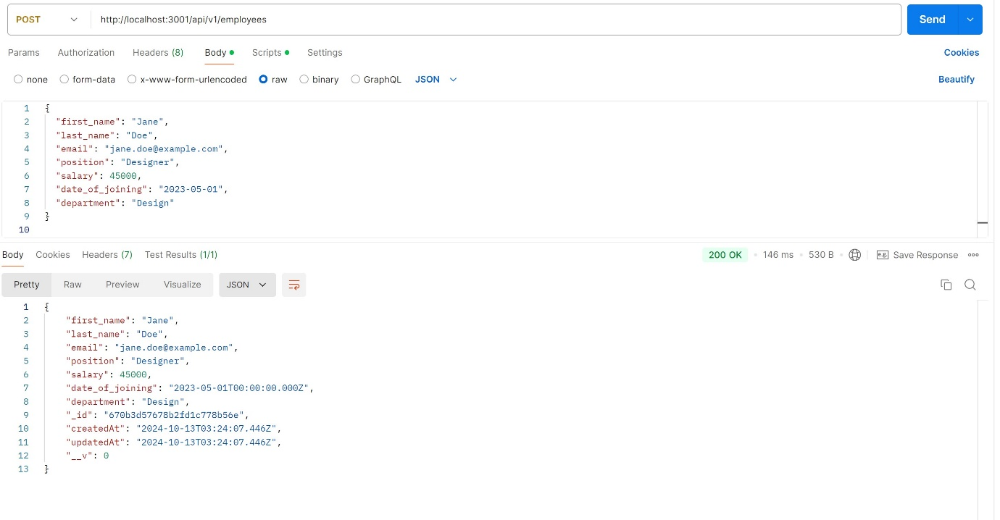 POST http://localhost:3001/api/v1/employees Send
Params Authorization Headers (8) Body Scripts Settings Cookies
none form-data x-www-form-urlencoded raw binary GraphQL JSON Beautify
1 {
2 "first_name": "Jane",
3 "last_name": "Doe",
4 "email": "jane.doe@example.com",
5 "position": "Designer",
6 "salary": 45000,
7 "date_of_joining": "2023-05-01",
8 "department": "Design"
9 }
10
Body Cookies Headers (7) Test Results (1/1) 200 OK 146 ms 530 B e.g. Save Response
Pretty Raw Preview Visualize JSON
1 {
2 "first_name": "Jane",
3 "last_name": "Doe",
4 "email": "jane.doe@example.com",
5 "position": "Designer",
6 "salary": 45000,
7 "date_of_joining": "2023-05-01T00:00:00.000Z",
8 "department": "Design",
9 "_id": "670b3d57678b2fd1c778b56e",
10 "createdAt": "2024-10-13T03:24:07.446Z",
11 "updatedAt": "2024-10-13T03:24:07.446Z",
12 "__v": 0
13 }